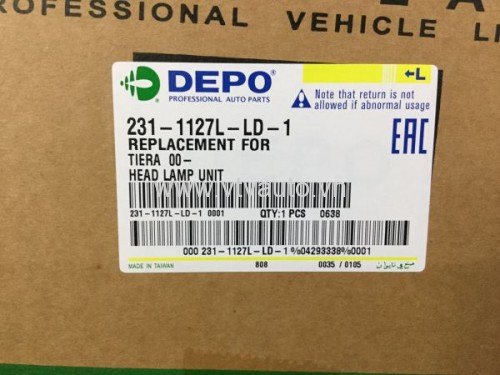 PROFESSIONAL VEHICLE LI
DEPO®
PROFESSIONAL AUTO PARTS
←L
Note that return is not
allowed if abnormal usage
231-1127L-LD-1
REPLACEMENT FOR
TIERA 00-
HEAD LAMP UNIT
EAC
231-1127L-LD-1 0001 QTY:1 PCS 0638
000 231-1127L-LD-1%04293338%0001
MADE IN TAIWAN 808 0035 / 0105